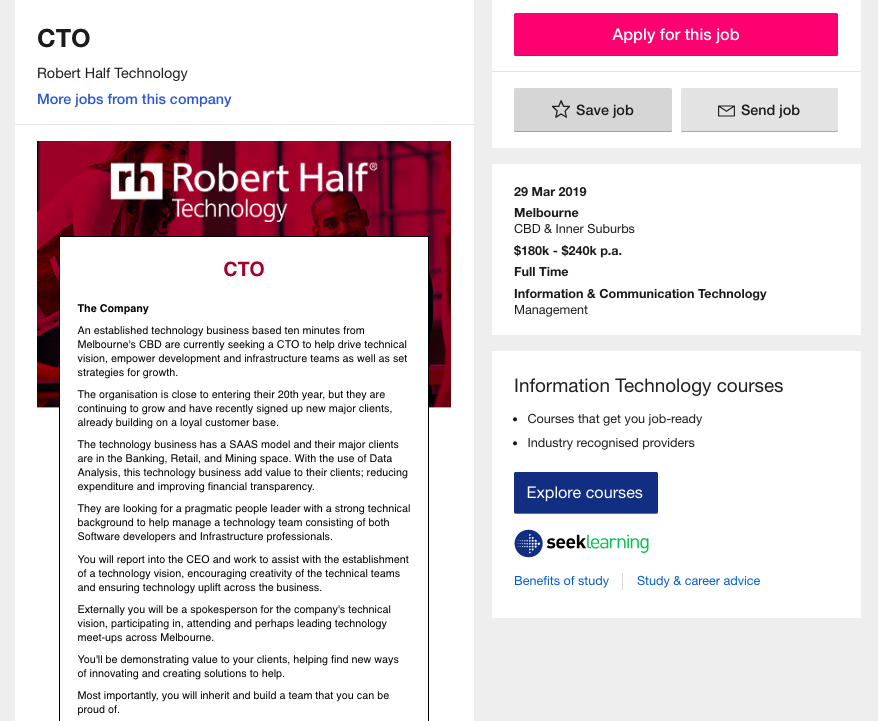 CTO
Robert Half Technology
More jobs from this company
rh Robert Half®
Technology
CTO
The Company
An established technology business based ten minutes from
Melbourne's CBD are currently seeking a CTO to help drive technical
vision, empower development and infrastructure teams as well as set
strategies for growth.
The organisation is close to entering their 20th year, but they are
continuing to grow and have recently signed up new major clients,
already building on a loyal customer base.
The technology business has a SAAS model and their major clients
are in the Banking, Retail, and Mining space. With the use of Data
Analysis, this technology business add value to their clients; reducing
expenditure and improving financial transparency.
They are looking for a pragmatic people leader with a strong technical
background to help manage a technology team consisting of both
Software developers and Infrastructure professionals.
You will report into the CEO and work to assist with the establishment
of a technology vision, encouraging creativity of the technical teams
and ensuring technology uplift across the business.
Externally you will be a spokesperson for the company's technical
vision, participating in, attending and perhaps leading technology
meet-ups across Melbourne.
You'll be demonstrating value to your clients, helping find new ways
of innovating and creating solutions to help.
Most importantly, you will inherit and build a team that you can be
proud of.
Apply for this job
Save job
Send job
29 Mar 2019
Melbourne
CBD & Inner Suburbs
$180k - $240k p.a.
Full Time
Information & Communication Technology
Management
Information Technology courses
• Courses that get you job-ready
• Industry recognised providers
Explore courses
seeklearning
Benefits of study
Study & career advice